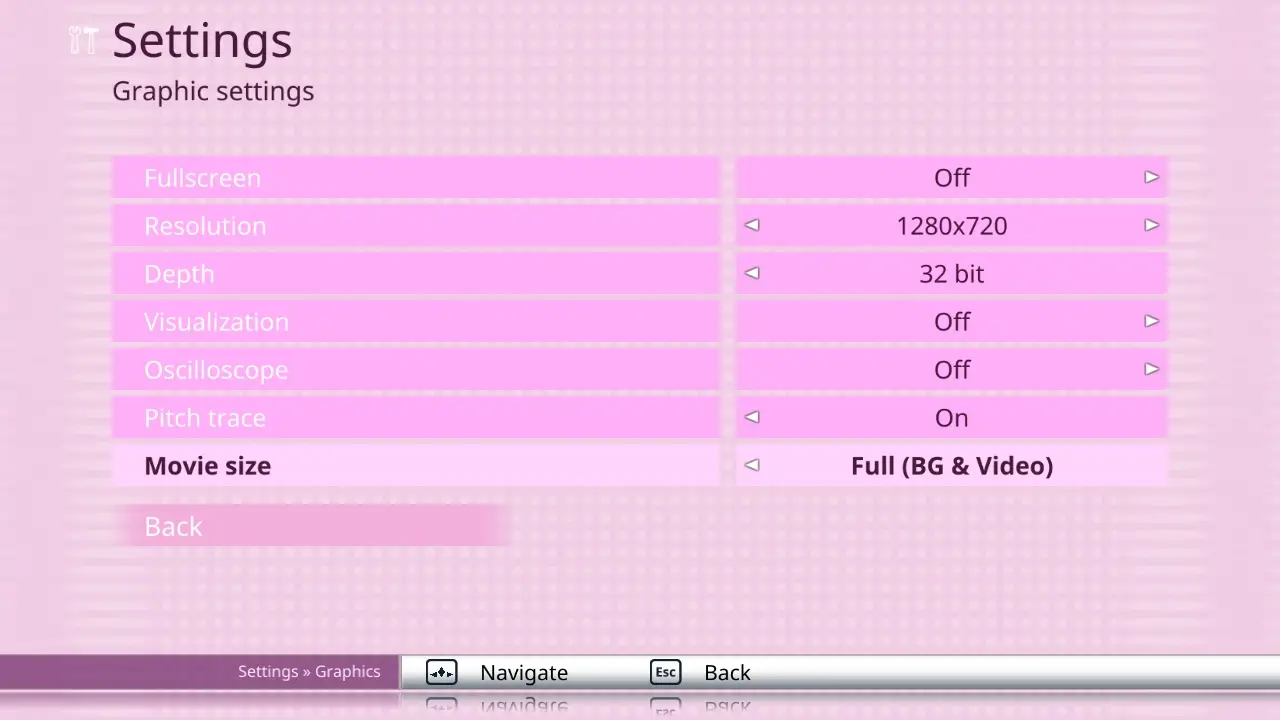 Settings
Graphic settings
Fullscreen Off
Resolution 1280x720
Depth 32 bit
Visualization Off
Oscilloscope Off
Pitch trace On
Movie size Full (BG & Video)
Back
Settings » Graphics Navigate Esc Back